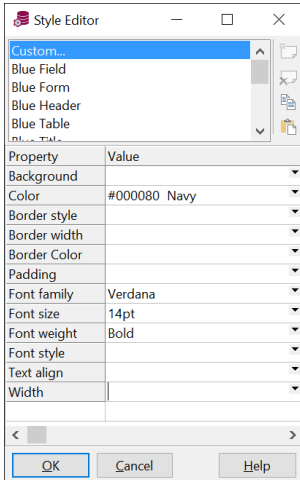 Style Editor
Custom...
Blue Field
Blue Form
Blue Header
Blue Table
Blue Title
Property Value
Background
Color #000080 Navy
Border style
Border width
Border Color
Padding
Font family Verdana
Font size 14pt
Font weight Bold
Font style
Text align
Width
OK Cancel Help